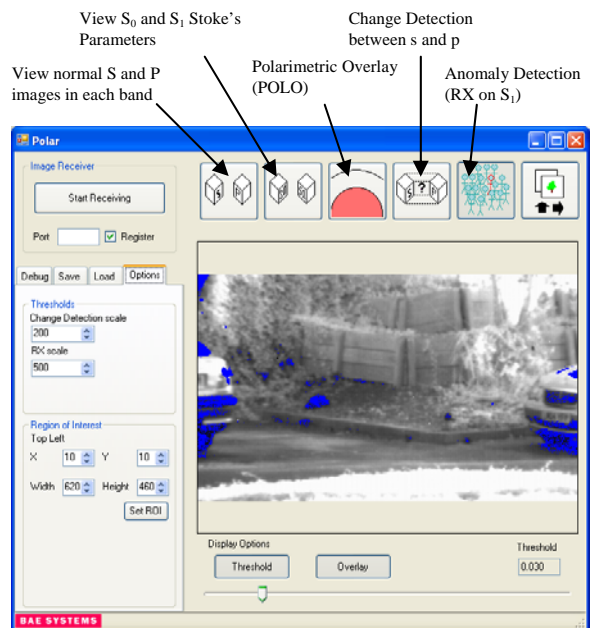 View S₀ and S₁ Stoke's
Parameters
Change Detection
between s and p
View normal S and P
images in each band
Polarimetric Overlay
(POLO)
Anomaly Detection
(RX on S₁)
Polar
Image Receiver
Start Receiving
Port
Register
?
Debug Save Load Options
Thresholds
Change Detection scale
200
RX scale
500
Region of Interest
Top Left
X 10 Y 10
Width 620 Height 460
Set ROI
Display Options
Threshold
Overlay
Threshold
0.030
BAE SYSTEMS